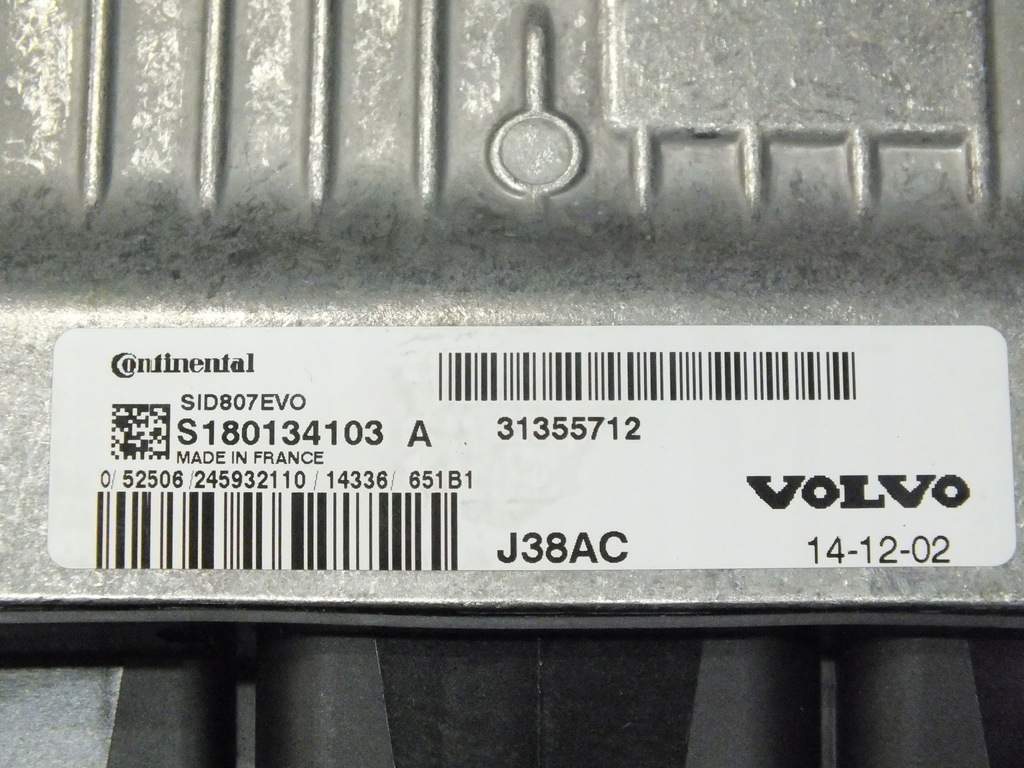 Continental
SID807EVO
S180134103 A
MADE IN FRANCE
0/ 52506 /245932110 / 14336/ 651B1
31355712
J38AC
VOLVO
14-12-02